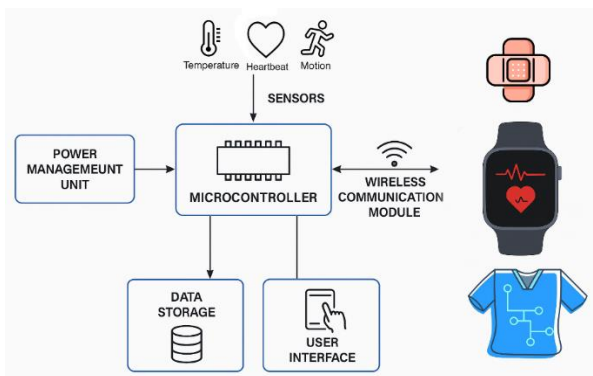 Temperature Heartbeat Motion
SENSORS
POWER
MANAGEMEUNT
UNIT
MICROCONTROLLER
WIRELESS
COMMUNICATION
MODULE
DATA
STORAGE
USER
INTERFACE